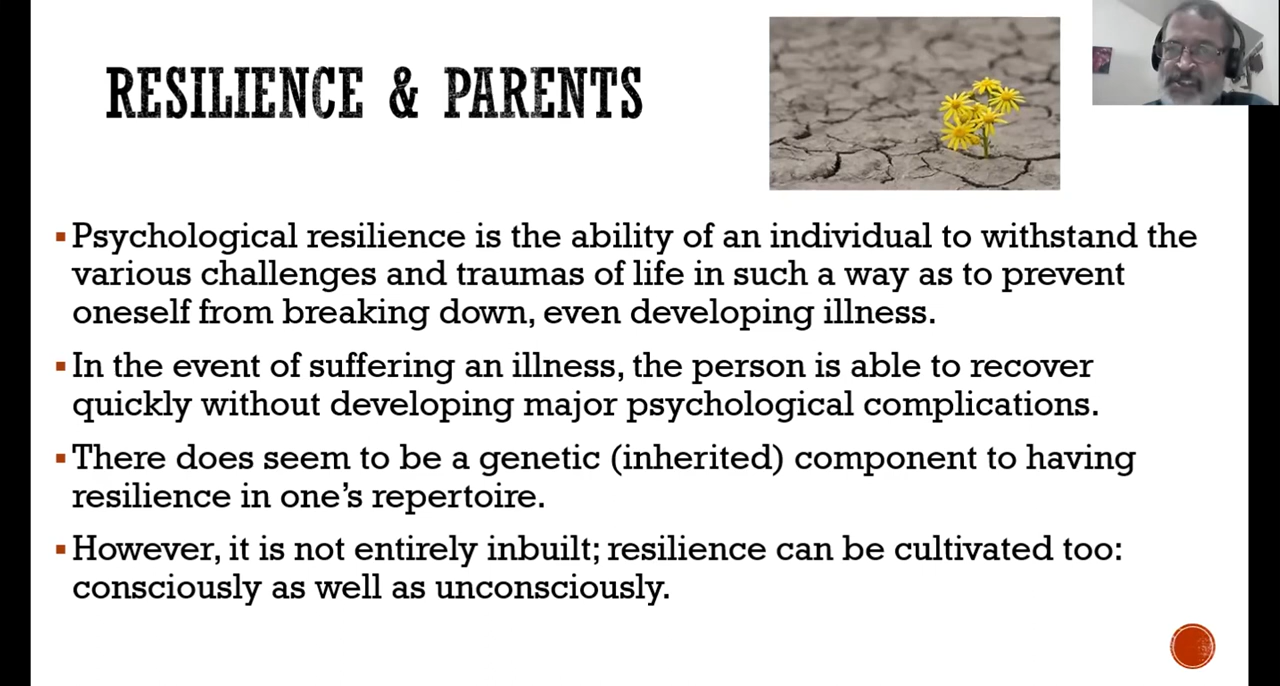 RESILIENCE & PARENTS
Psychological resilience is the ability of an individual to withstand the
various challenges and traumas of life in such a way as to prevent
oneself from breaking down, even developing illness.
In the event of suffering an illness, the person is able to recover
quickly without developing major psychological complications.
There does seem to be a genetic (inherited) component to having
resilience in one's repertoire.
However, it is not entirely inbuilt; resilience can be cultivated too:
consciously as well as unconsciously.